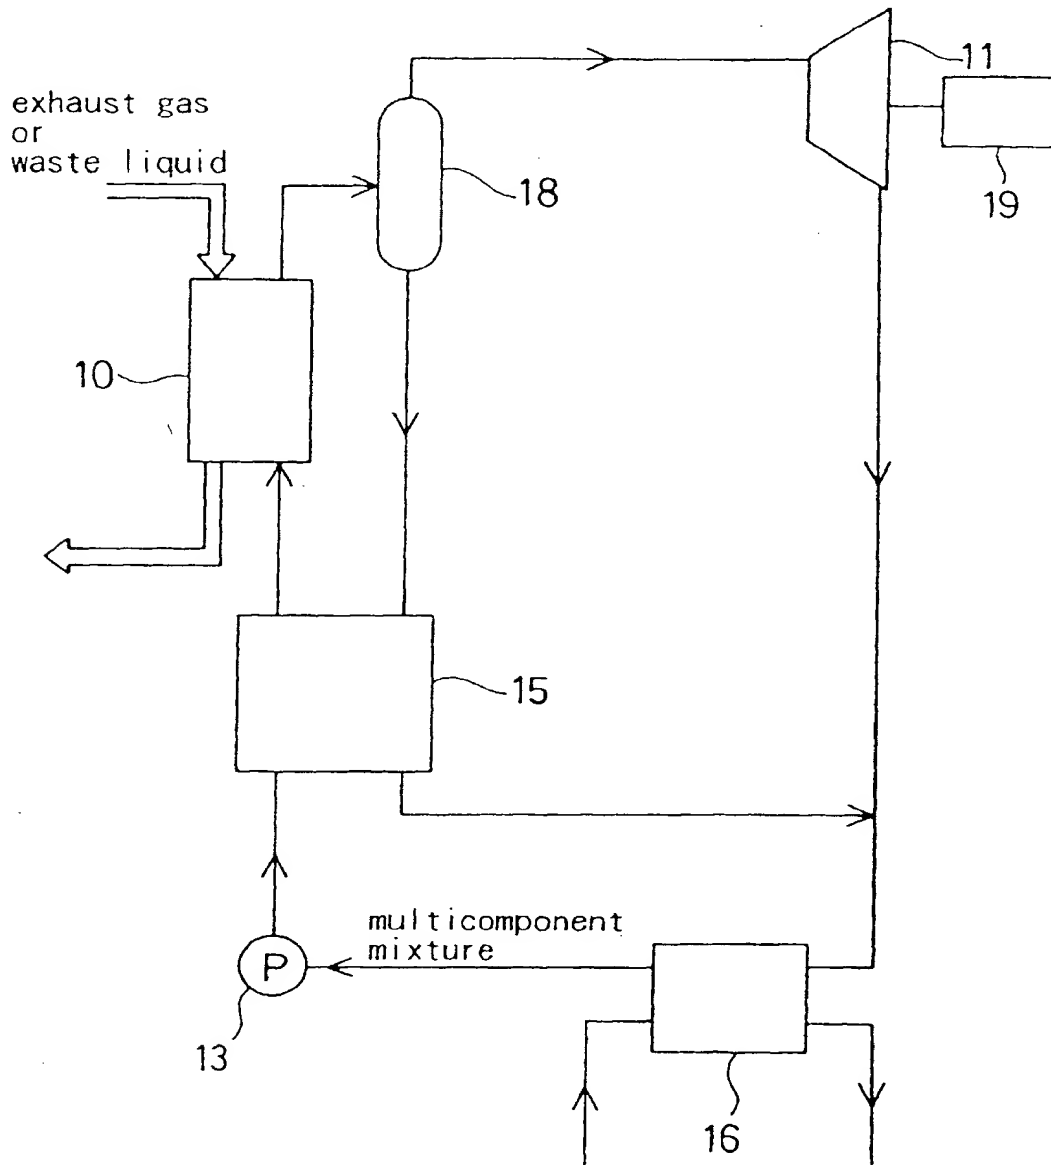 11
exhaust gas
or
waste liquid
18
19
10
15
multicomponent
mixture
P
13
16